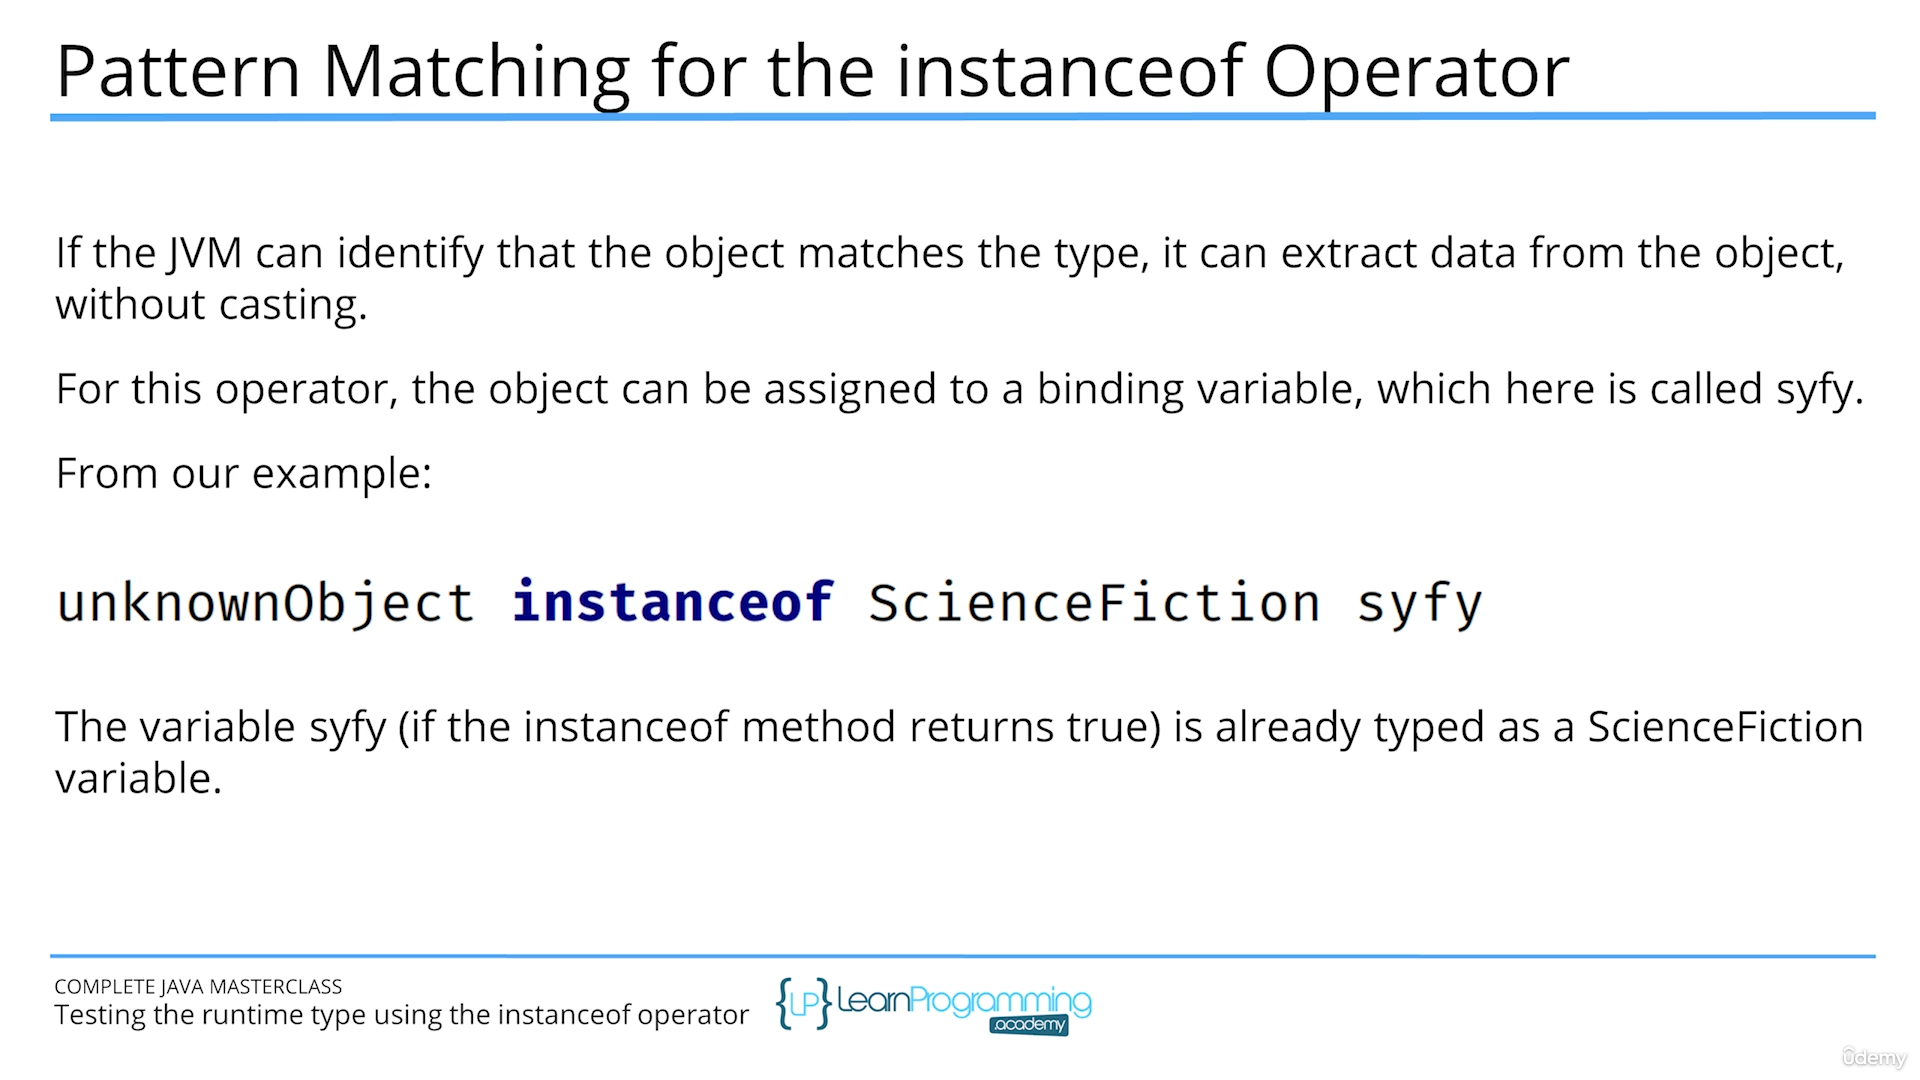 Pattern Matching for the instanceof Operator
If the JVM can identify that the object matches the type, it can extract data from the object,
without casting.
For this operator, the object can be assigned to a binding variable, which here is called syfy.
From our example:
unknownObject instanceof ScienceFiction syfy
The variable syfy (if the instanceof method returns true) is already typed as a ScienceFiction
variable.
COMPLETE JAVA MASTERCLASS
Testing the runtime type using the instanceof operator
{LP} LearnProgramming
.academy
ûdemy